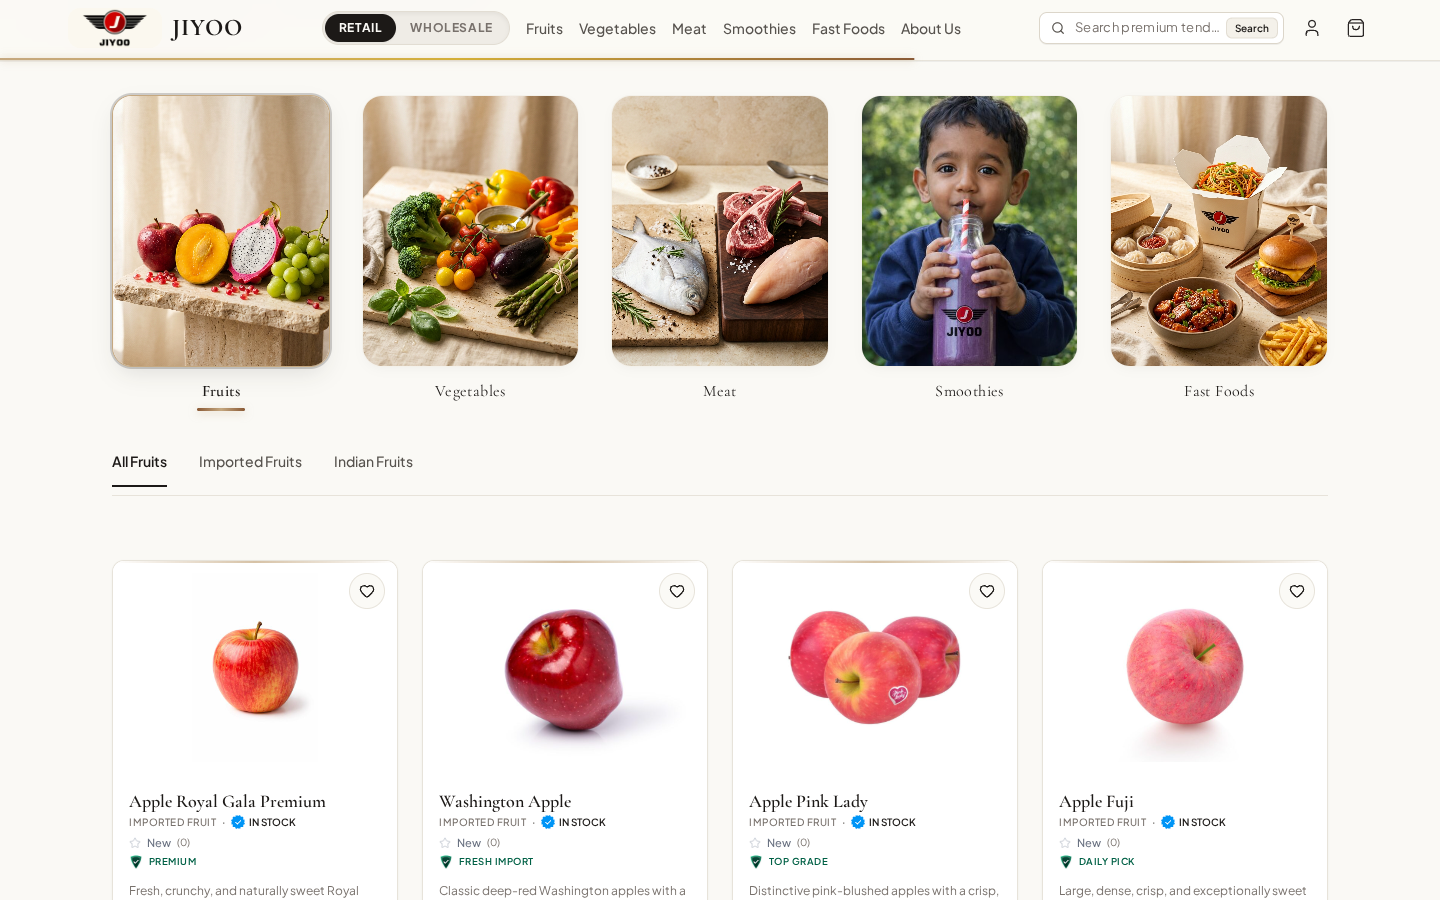 JIYOO
JIYOO
RETAIL
WHOLESALE
Fruits
Vegetables
Meat
Smoothies
Fast Foods
About Us
Search premium tend...
Search
JIYOO
JIYOO
Fruits
Vegetables
Meat
Smoothies
Fast Foods
All Fruits
Imported Fruits
Indian Fruits
Apple Royal Gala Premium
IMPORTED FRUIT · IN STOCK
New (0)
PREMIUM
Fresh, crunchy, and naturally sweet Royal
Washington Apple
IMPORTED FRUIT · IN STOCK
New (0)
FRESH IMPORT
Classic deep-red Washington apples with a
Apple Pink Lady
IMPORTED FRUIT · IN STOCK
New (0)
TOP GRADE
Distinctive pink-blushed apples with a crisp,
Apple Fuji
IMPORTED FRUIT · IN STOCK
New (0)
DAILY PICK
Large, dense, crisp, and exceptionally sweet